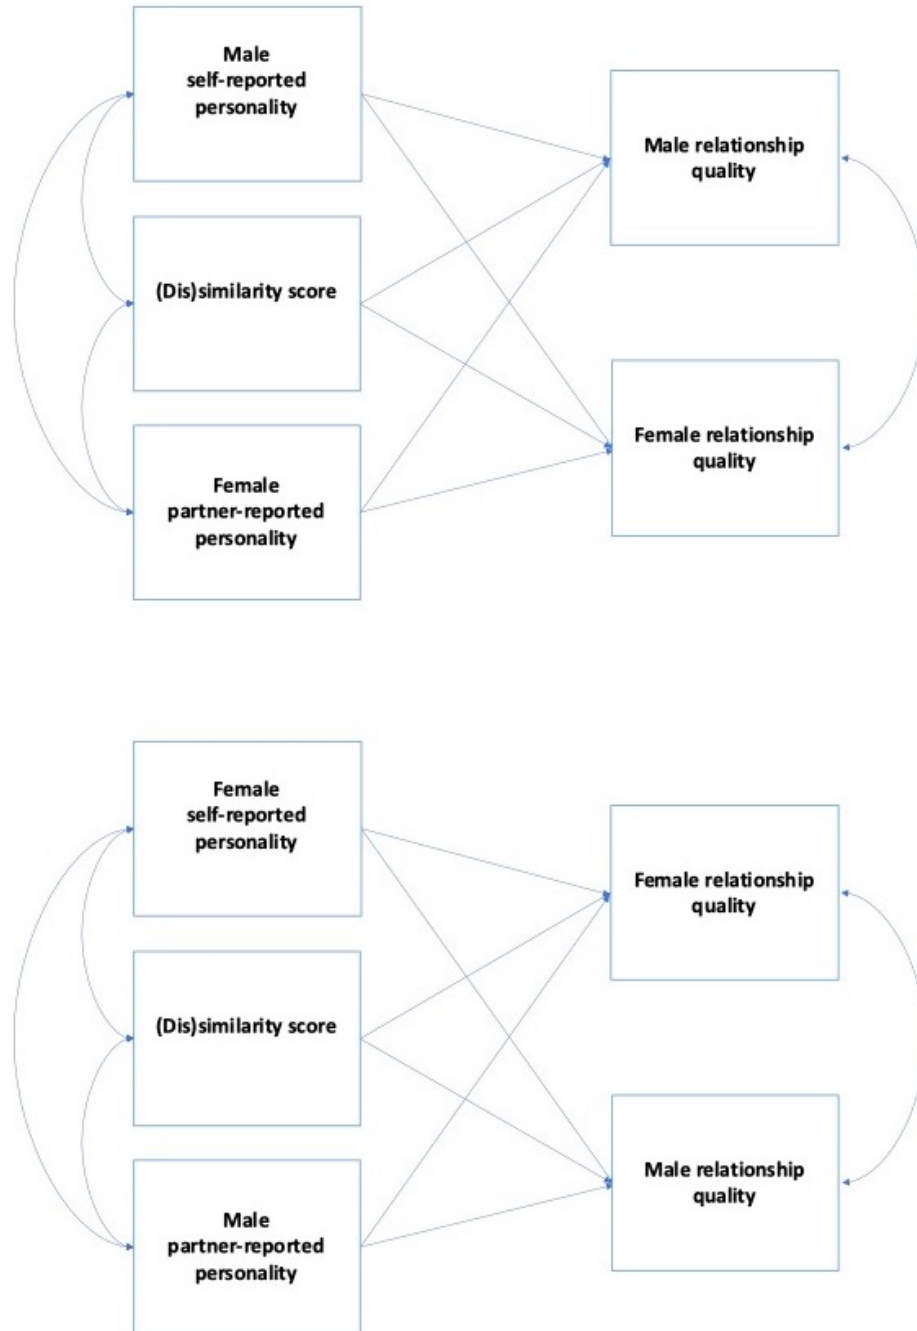 Male
self-reported
personality
Male relationship
quality
(Dis)similarity score
Female relationship
quality
Female
partner-reported
personality
Female
self-reported
personality
Female relationship
quality
(Dis)similarity score
Male relationship
quality
Male
partner-reported
personality